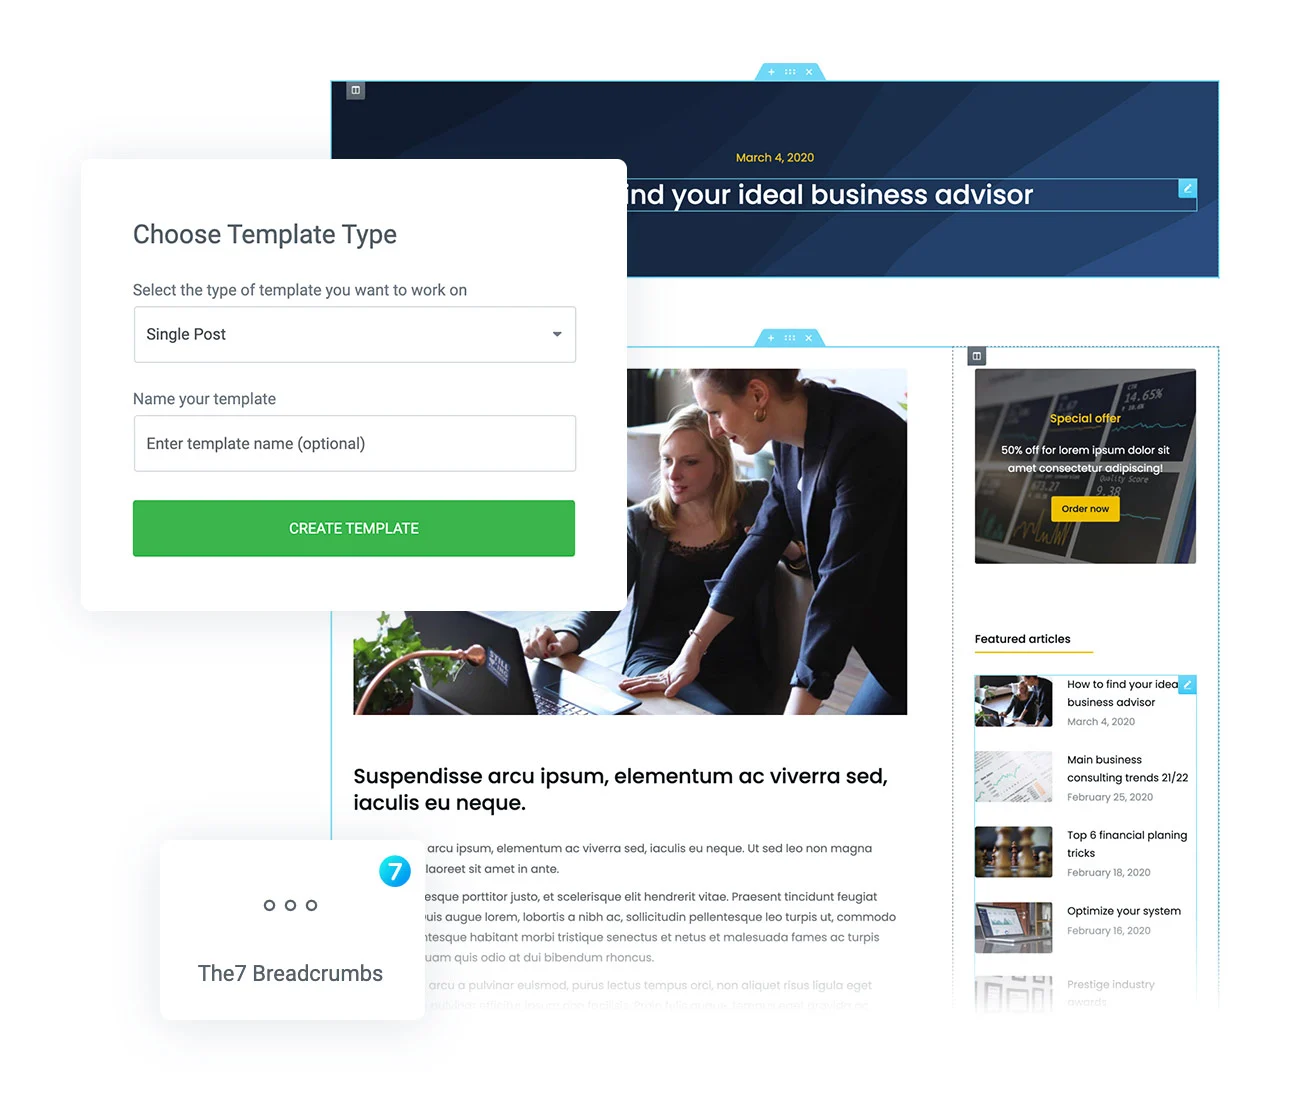 March 4, 2020
ind your ideal business advisor
Choose Template Type
Select the type of template you want to work on
Single Post
Name your template
Enter template name (optional)
CREATE TEMPLATE
14.65%
Special offer
50% off for lorem ipsum dolor sit
amet consectetur adipiscing!
673.27
Quality Score
9.38
Order now
Featured articles
How to find your idea
business advisor
March 4, 2020
Main business
consulting trends 21/22
February 25, 2020
Top 6 financial planing
tricks
February 18, 2020
Optimize your system
February 16, 2020
Prestige industry
awards
Suspendisse arcu ipsum, elementum ac viverra sed,
iaculis eu neque.
arcu ipsum, elementum ac viverra sed, iaculis eu neque. Ut sed leo non magna
laoreet sit amet in ante.
esque porttitor justo, et scelerisque elit hendrerit vitae. Praesent tincidunt feugiat
uis augue lorem, lobortis a nibh ac, sollicitudin pellentesque leo turpis ut, commodo
ntesque habitant morbi tristique senectus et netus et malesuada fames ac turpis
uam quis odio at dui bibendum rhoncus.
arcu a pulvinar euismod, purus lectus tempus orci, non aliquet risus ligula eget
7
The7 Breadcrumbs